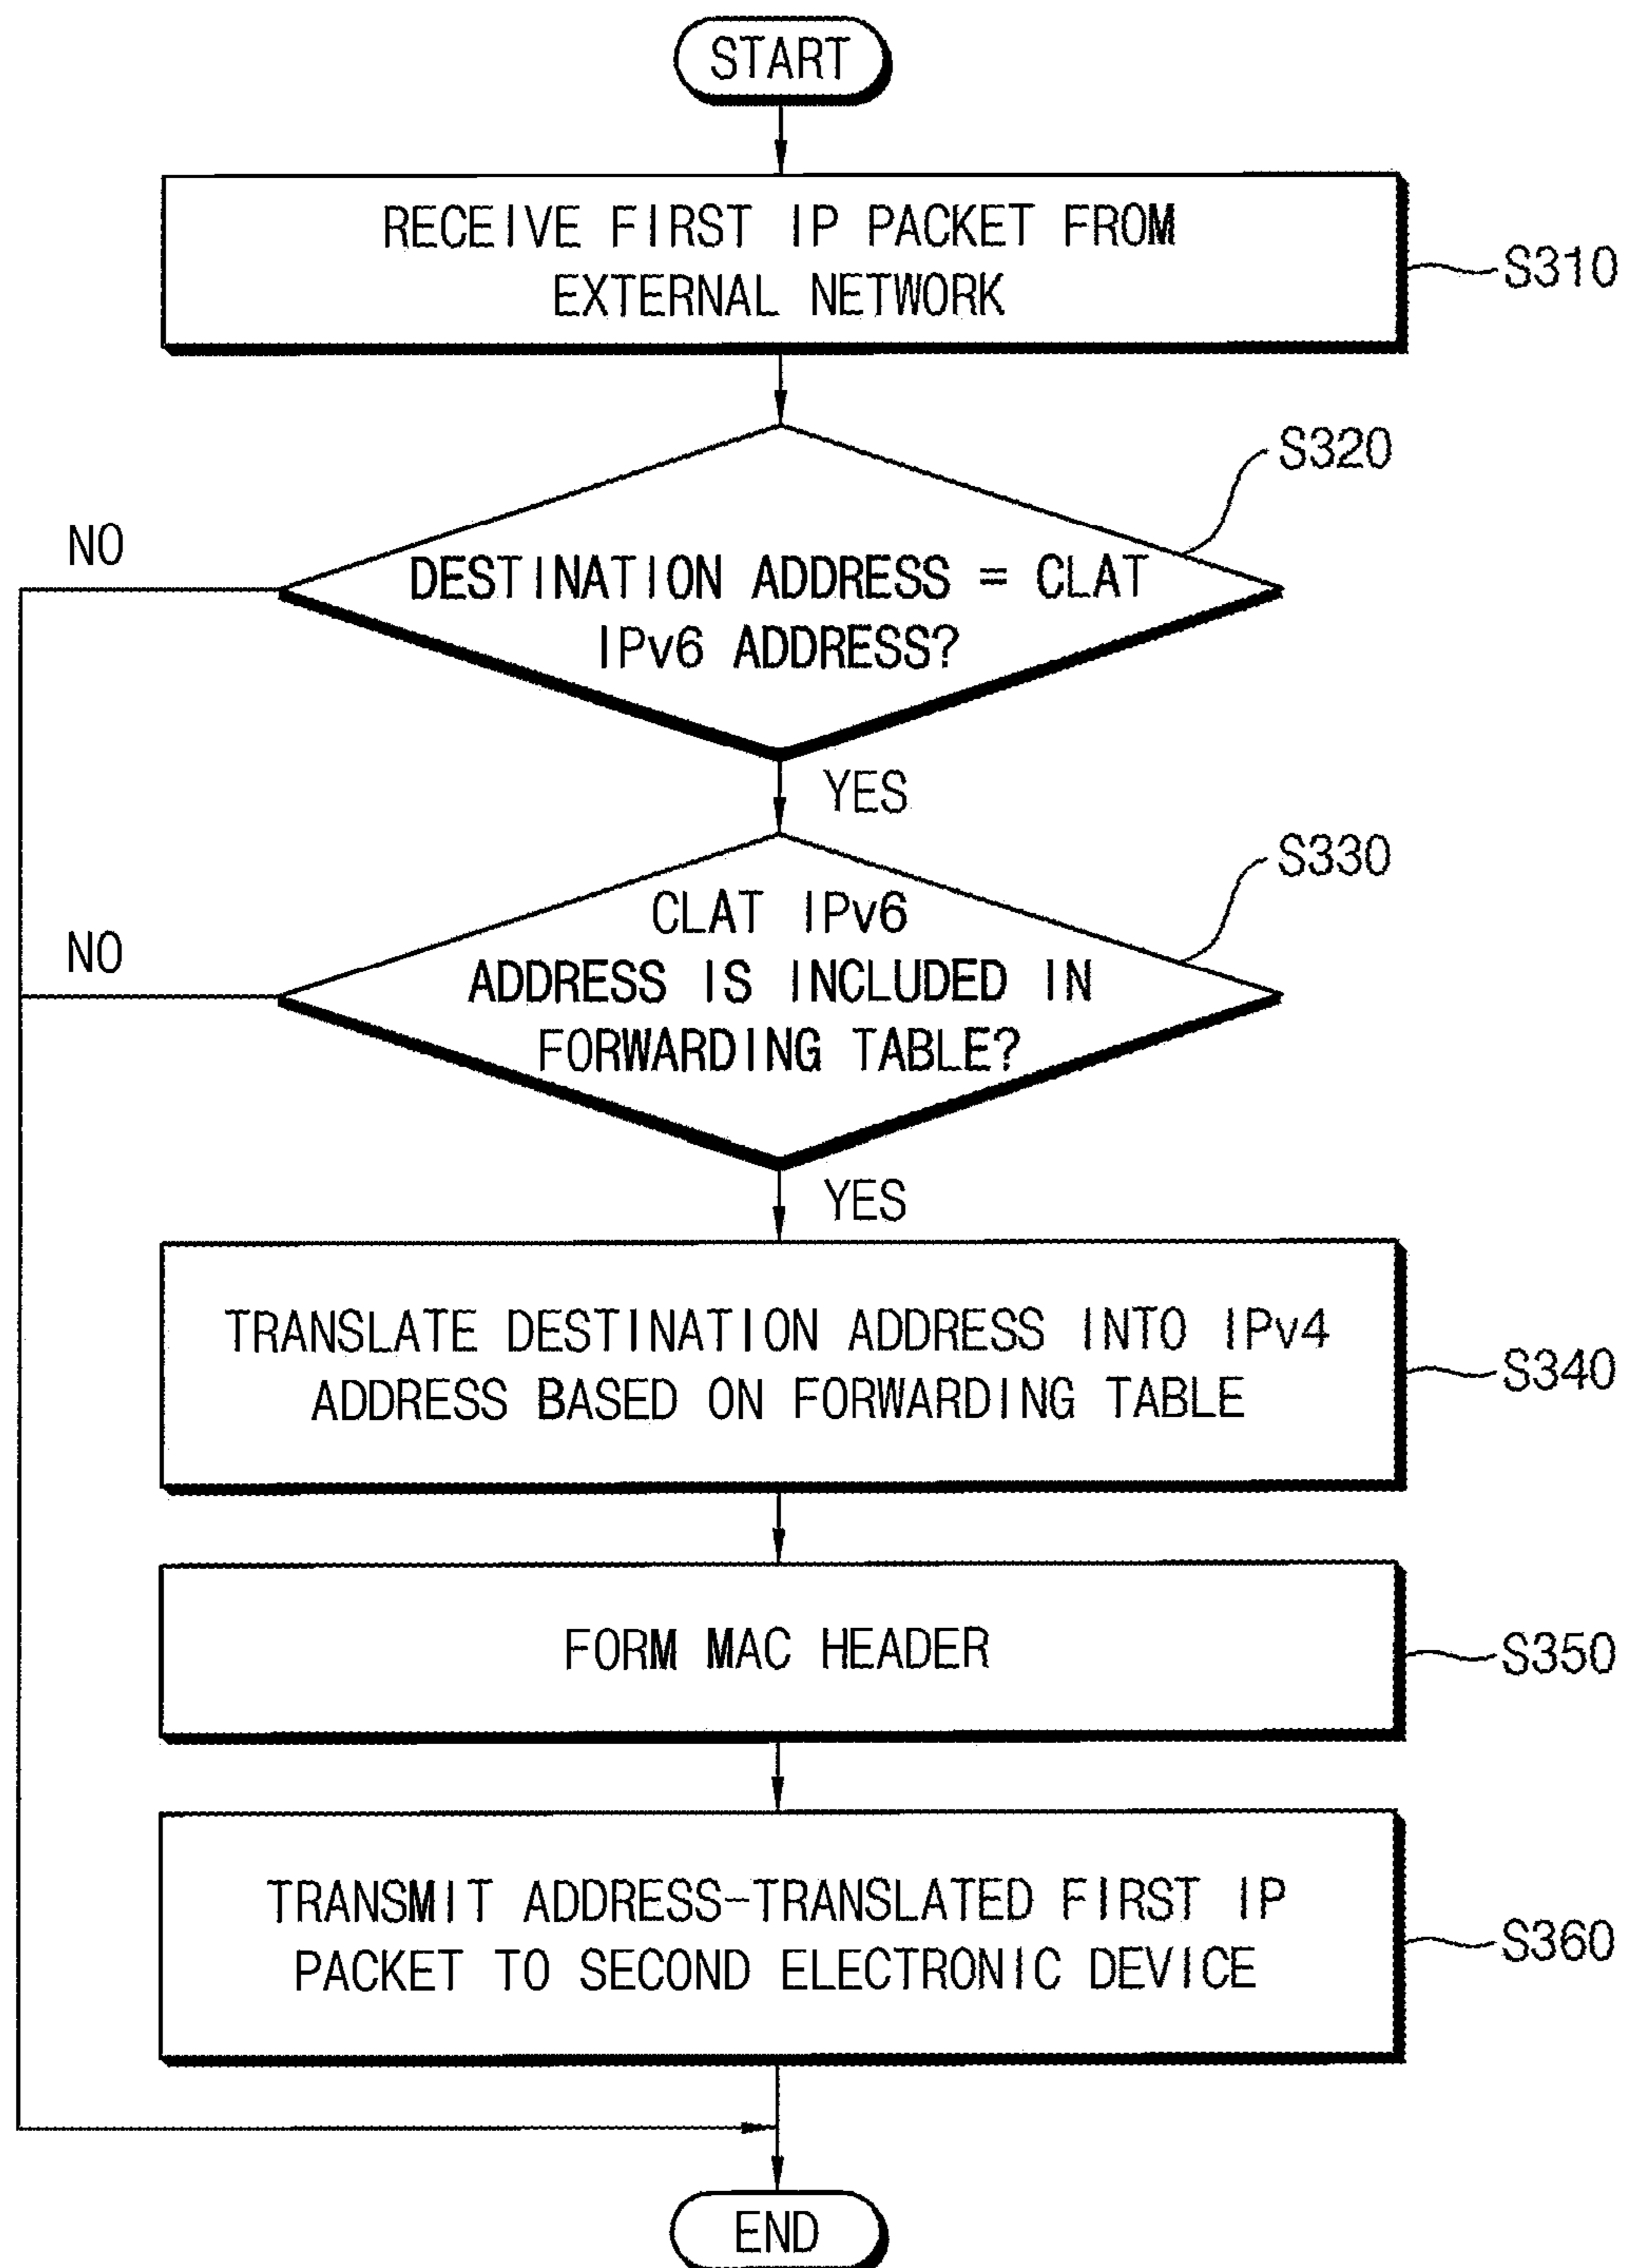 START
RECEIVE FIRST IP PACKET FROM
EXTERNAL NETWORK
S310
S320
NO
DESTINATION ADDRESS = CLAT
IPv6 ADDRESS?
YES
S330
NO
CLAT IPv6
ADDRESS IS INCLUDED IN
FORWARDING TABLE?
YES
TRANSLATE DESTINATION ADDRESS INTO IPv4
ADDRESS BASED ON FORWARDING TABLE
S340
FORM MAC HEADER
S350
TRANSMIT ADDRESS-TRANSLATED FIRST IP
PACKET TO SECOND ELECTRONIC DEVICE
S360
END